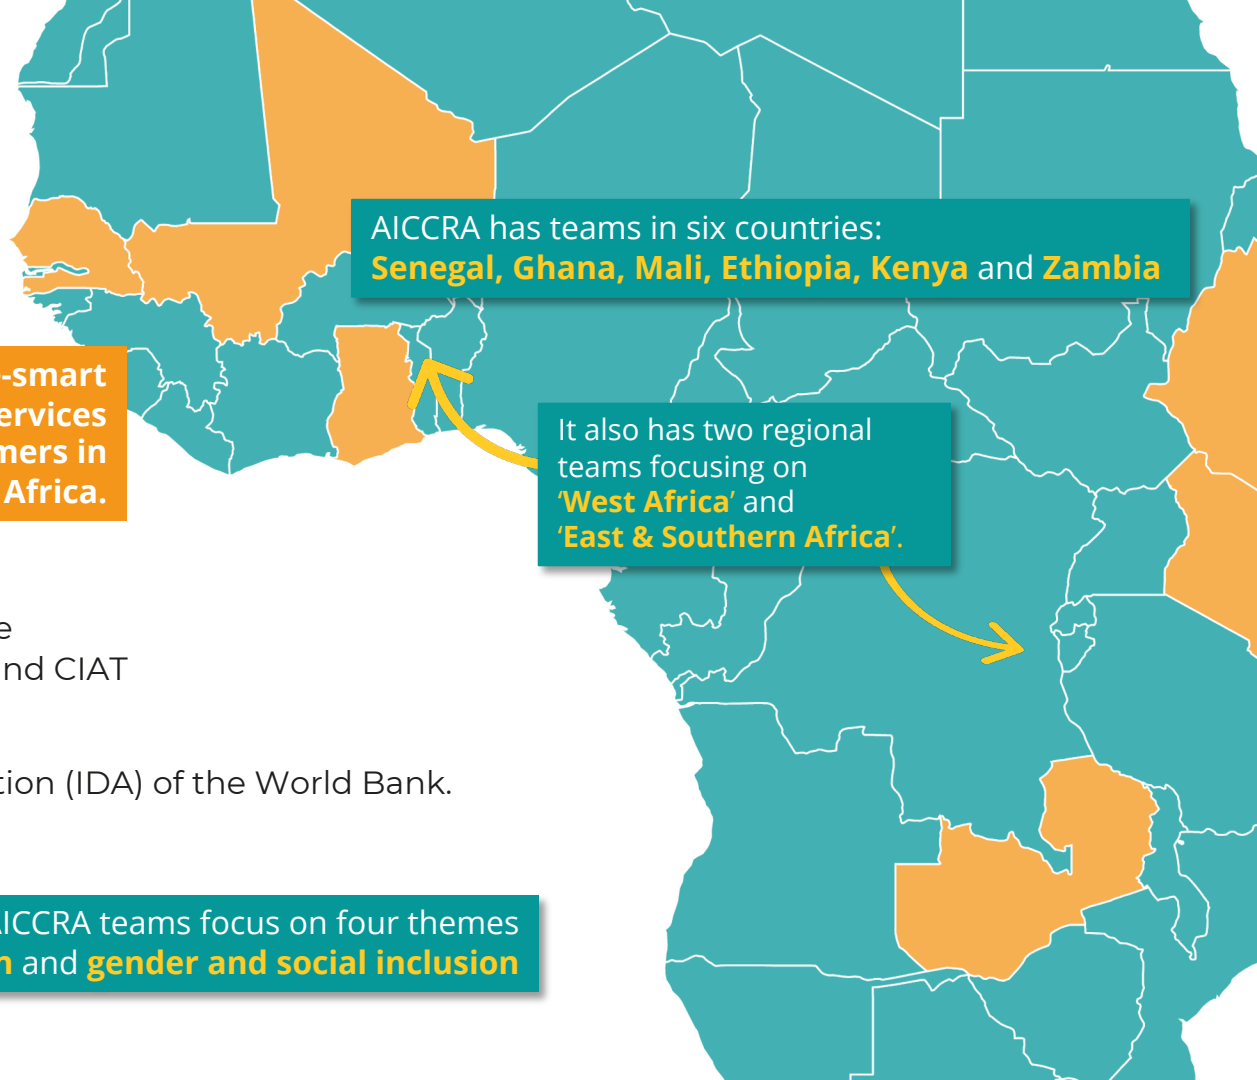 AICCRA has teams in six countries:
Senegal, Ghana, Mali, Ethiopia, Kenya and Zambia
-smart
ervices
mers in
Africa.
It also has two regional
teams focusing on
‘West Africa’ and
‘East & Southern Africa’.
e
nd CIAT
tion (IDA) of the World Bank.
AICCRA teams focus on four themes
n and gender and social inclusion